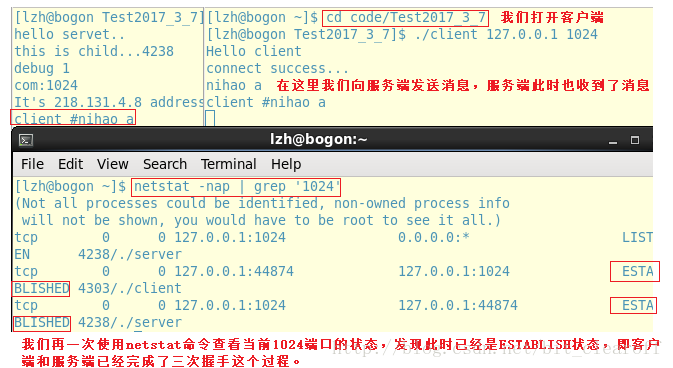 [lzh@bogon Test2017_3_7]
hello servet..
this is child...4238
debug 1
com:1024
It's 218.131.4.8 address
client #nihao a
[lzh@bogon ~]$ cd code/Test2017_3_7 我们打开客户端
[lzh@bogon Test2017_3_7]$ ./client 127.0.0.1 1024
Hello client
connect success...
nihao a 在这里我们向服务端发送消息，服务端此时也收到了消息
client #nihao a
lzh@bogon:~
File Edit View Search Terminal Help
[lzh@bogon ~]$ netstat -nap | grep '1024'
(Not all processes could be identified, non-owned process info
will not be shown, you would have to be root to see it all.)
tcp 0 0 127.0.0.1:1024 0.0.0.0:* LIST
EN 4238/./server
tcp 0 0 127.0.0.1:44874 127.0.0.1:1024 ESTA
BLISHED 4303/./client
tcp 0 0 127.0.0.1:1024 127.0.0.1:44874 ESTA
BLISHED 4238/./server
我们再一次使用netstat命令查看当前1024端口的状态，发现此时已经是ESTABLISH状态，即客户
端和服务端已经完成了三次握手这个过程。